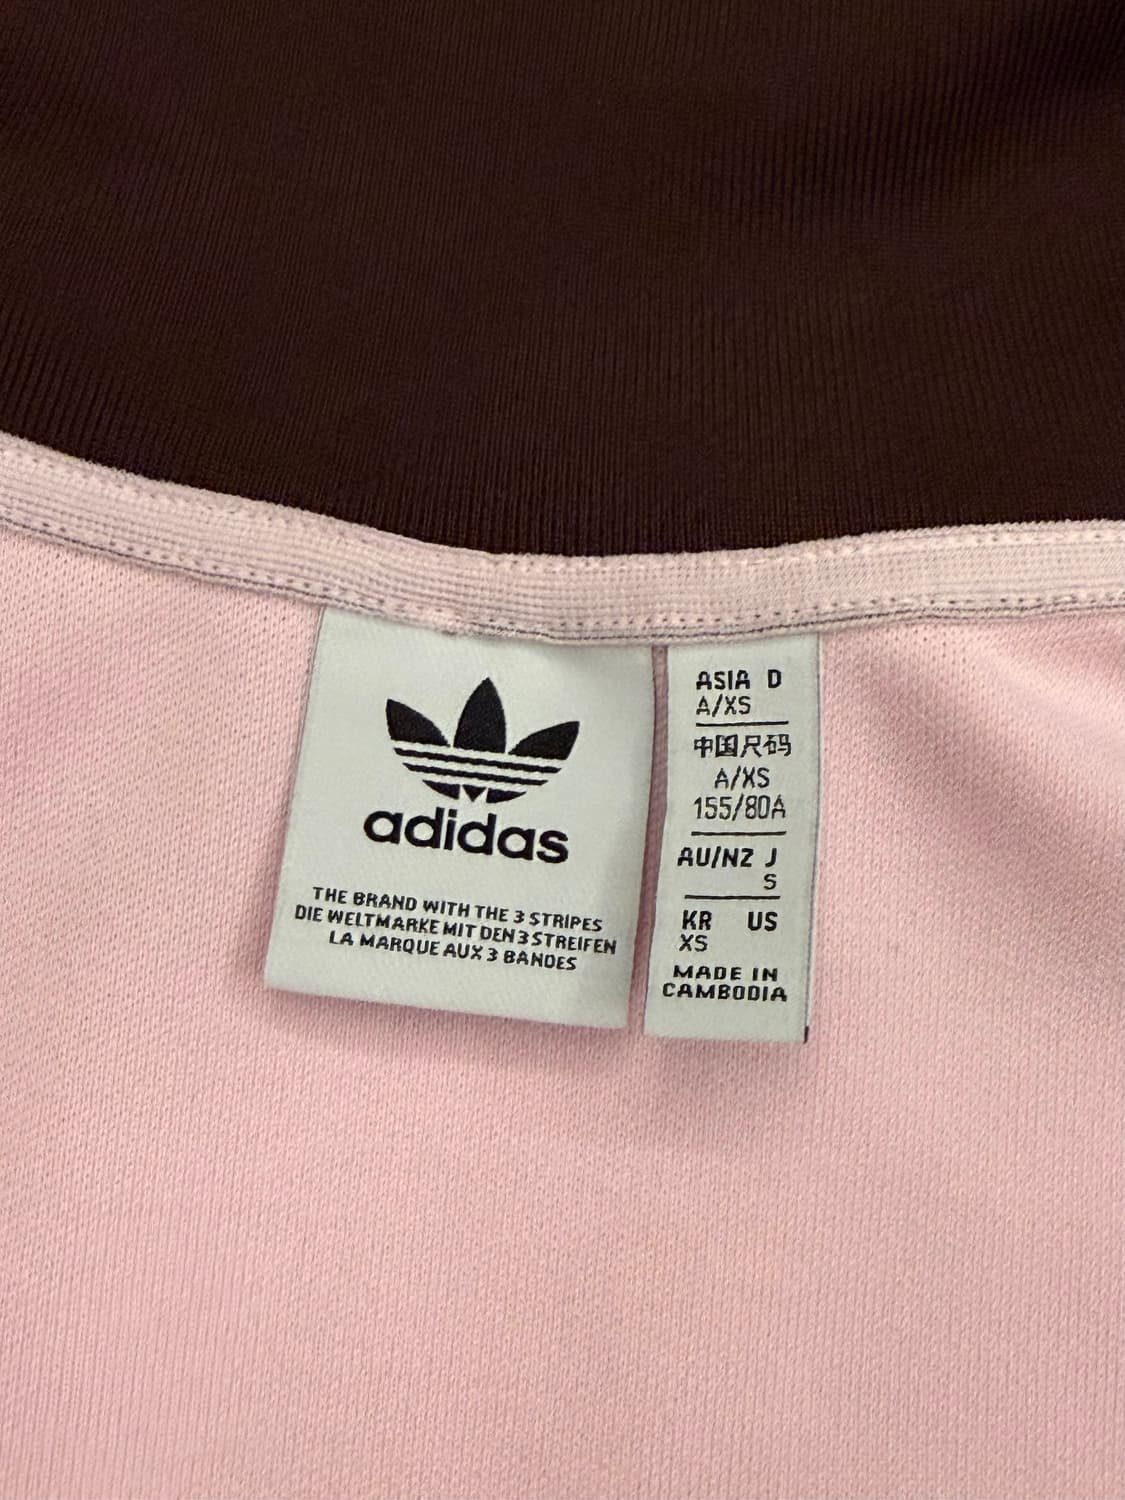 adidas
THE BRAND WITH THE 3 STRIPES
DIE WELTMARKE MIT DEN 3 STREIFEN
LA MARQUE AUX 3 BANDES
ASIA D
A/XS
中国尺码
A/XS
155/80A
AU/NZ J
S
KR US
XS
MADE IN
CAMBODIA